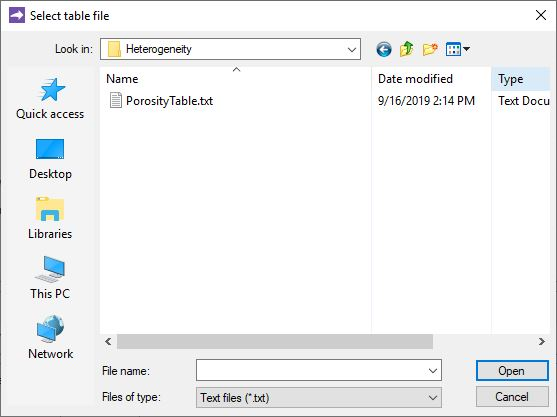 Select table file
Look in: Heterogeneity
Name Date modified Type
PorosityTable.txt 9/16/2019 2:14 PM Text Docu
Quick access
Desktop
Libraries
This PC
Network
File name: Open
Files of type: Text files (*.txt) Cancel